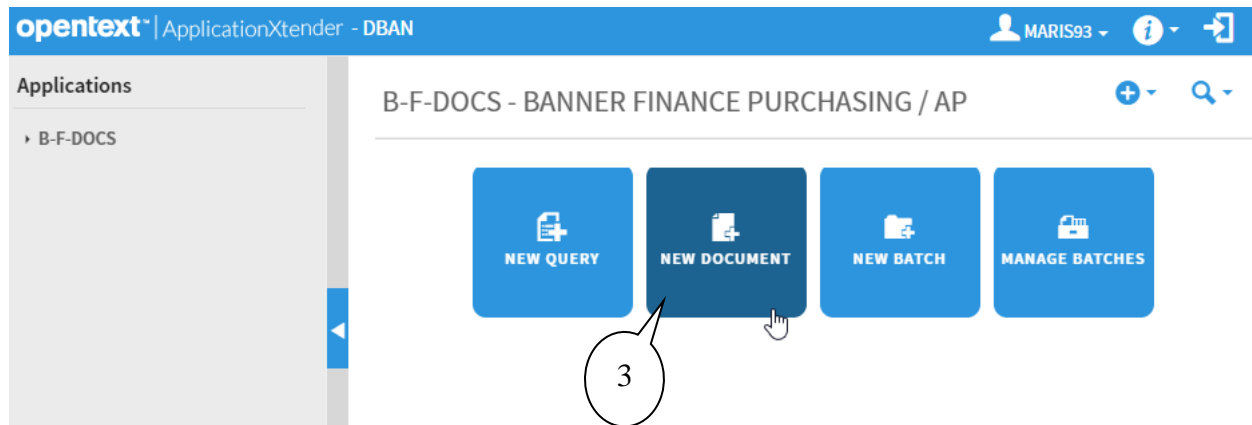 opentext™ | ApplicationXtender - DBAN
MARIS93
Applications
B-F-DOCS - BANNER FINANCE PURCHASING / AP
B-F-DOCS
NEW QUERY
NEW DOCUMENT
NEW BATCH
MANAGE BATCHES
3